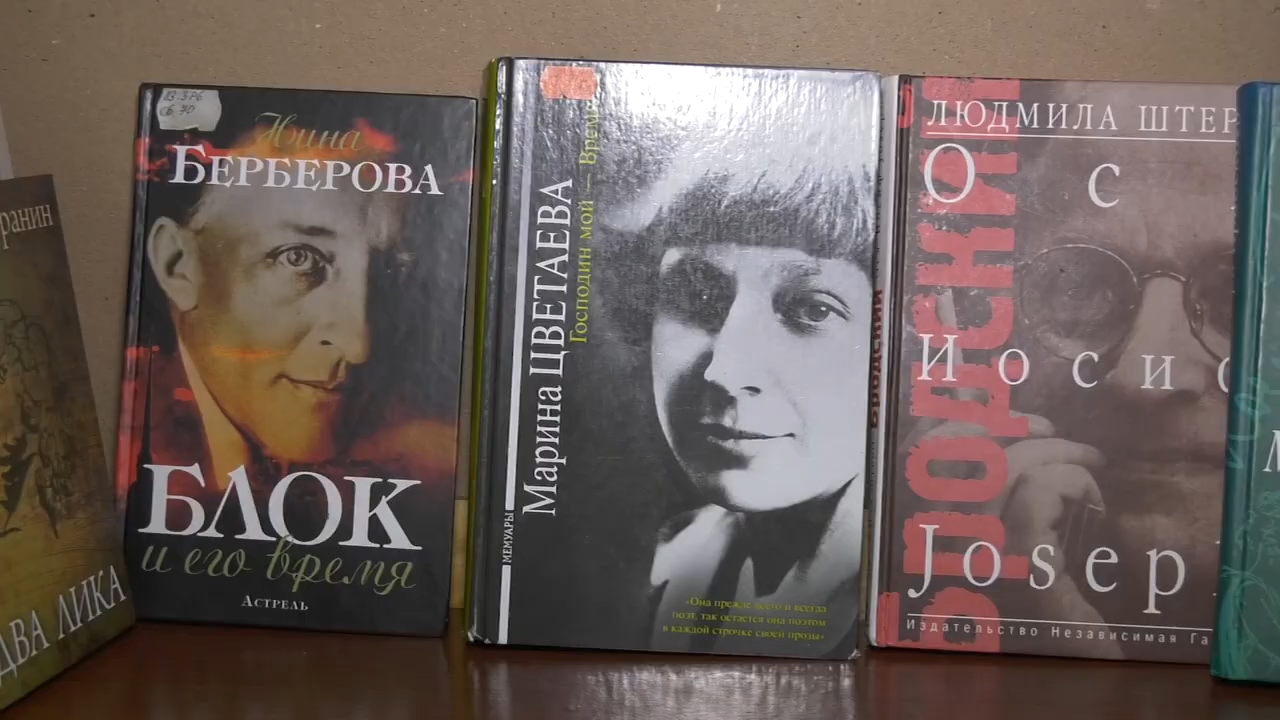 ранин
ДВА ЛИКА
Нина
БЕРБЕРОВА
БЛОК
и его время
АСТРЕЛЬ
МЕМУАРЫ
Марина ЦВЕТАЕВА
Господин мой – Время
«Она прежде всего и всегда
поэт, так остается она поэтом
в каждой строчке своей прозы»
ЛЮДМИЛА ШТЕР
БРОДСКИЙ
О с
И о с и
J o s e p
Издательство Независимая Га